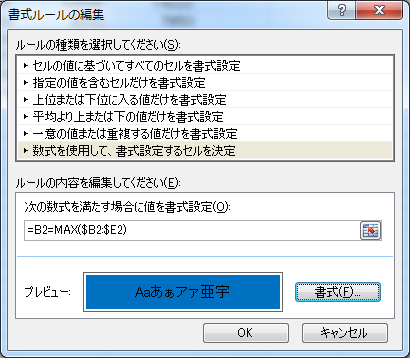 書式ルールの編集
ルールの種類を選択してください(S):
► セルの値に基づいてすべてのセルを書式設定
► 指定の値を含むセルだけを書式設定
► 上位または下位に入る値だけを書式設定
► 平均より上または下の値だけを書式設定
► 一意の値または重複する値だけを書式設定
► 数式を使用して、書式設定するセルを決定
ルールの内容を編集してください(E):
次の数式を満たす場合に値を書式設定(O):
=B2=MAX($B2:$E2)
プレビュー:
Aaあぁアァ亜宇
書式(F)...
OK
キャンセル